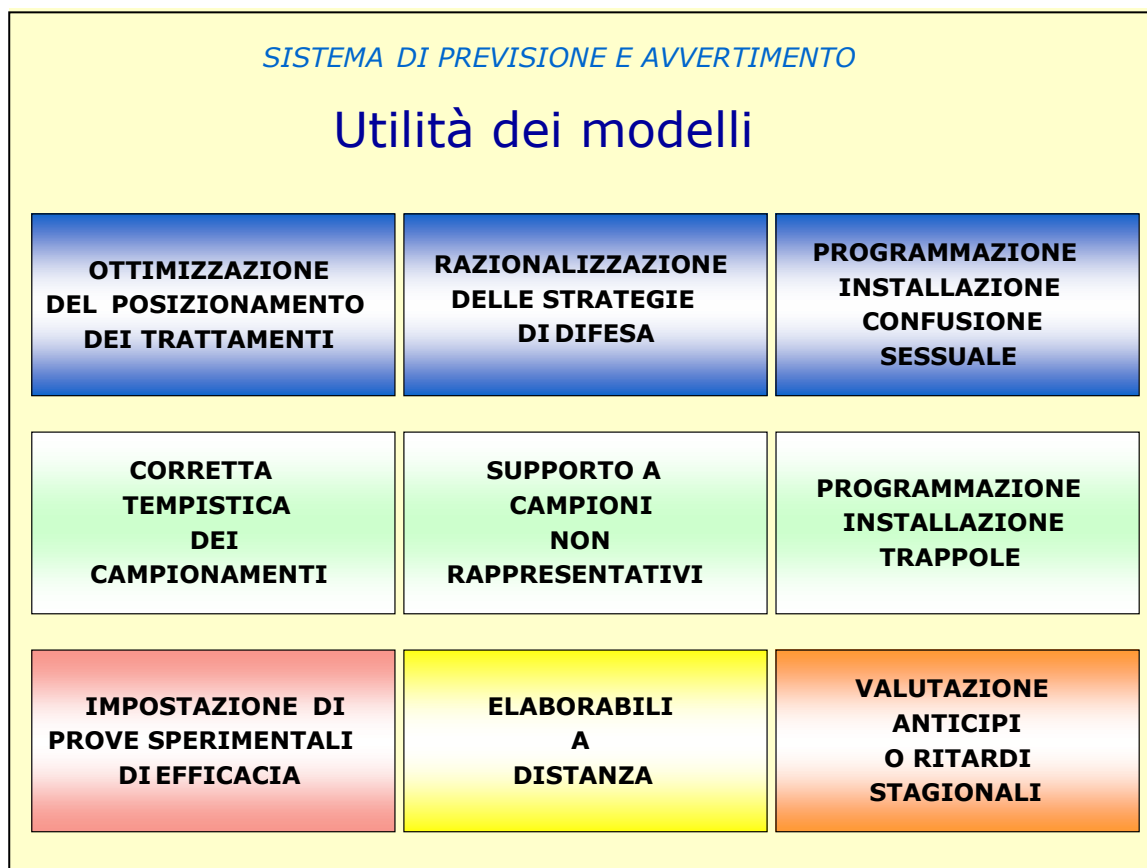 SISTEMA DI PREVISIONE E AVVERTIMENTO
Utilità dei modelli
OTTIMIZZAZIONE
DEL POSIZIONAMENTO
DEI TRATTAMENTI
RAZIONALIZZAZIONE
DELLE STRATEGIE
DI DIFESA
PROGRAMMAZIONE
INSTALLAZIONE
CONFUSIONE
SESSUALE
CORRETTA
TEMPISTICA
DEI
CAMPIONAMENTI
SUPPORTO A
CAMPIONI
NON
RAPPRESENTATIVI
PROGRAMMAZIONE
INSTALLAZIONE
TRAPPOLE
IMPOSTAZIONE DI
PROVE SPERIMENTALI
DI EFFICACIA
ELABORABILI
A
DISTANZA
VALUTAZIONE
ANTICIPI
O RITARDI
STAGIONALI